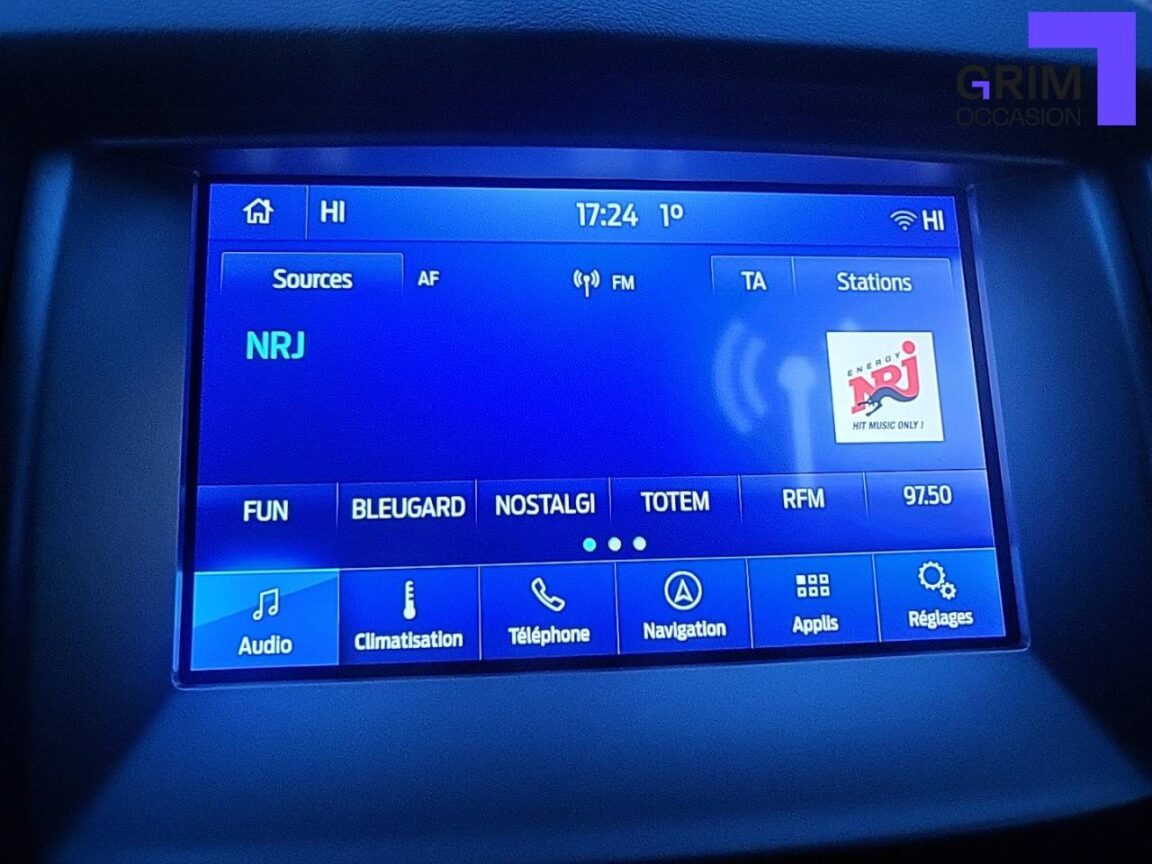 GRIM
OCCASION
HI 17:24 1° HI
Sources AF FM TA Stations
NRJ
ENERGY
NRJ
HIT MUSIC ONLY !
FUN BLEUGARD NOSTALGI TOTEM RFM 97.50
Audio Climatisation Téléphone Navigation Applis Réglages